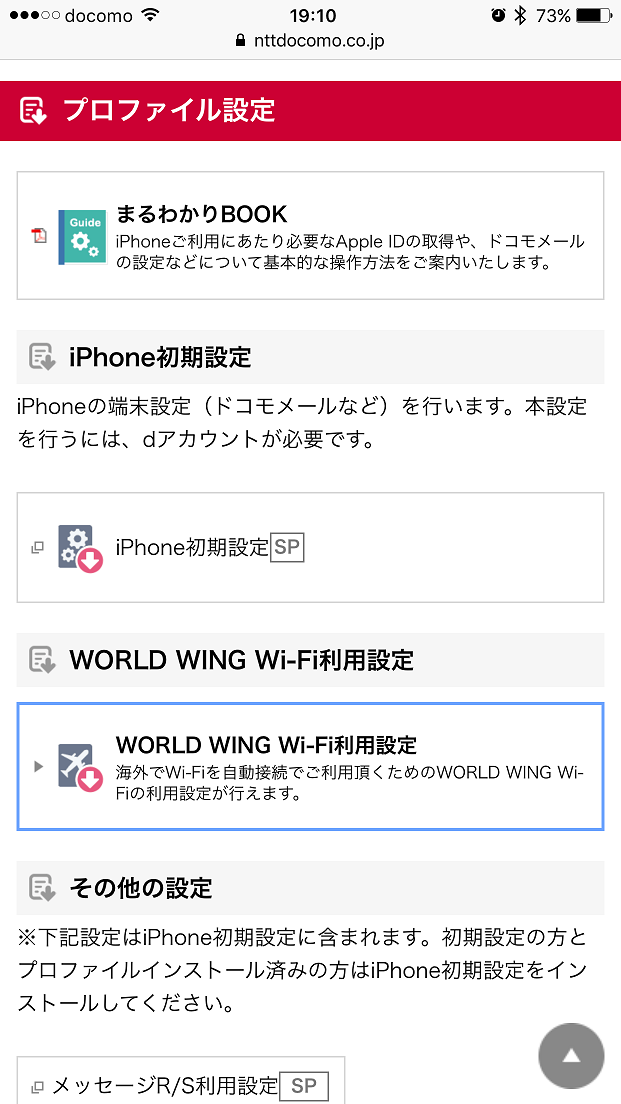 docomo 19:10 73%
nttdocomo.co.jp
プロファイル設定
Guide
まるわかりBOOK
iPhoneご利用にあたり必要なApple IDの取得や、ドコモメール
の設定などについて基本的な操作方法をご案内いたします。
iPhone初期設定
iPhoneの端末設定（ドコモメールなど）を行います。本設定
を行うには、dアカウントが必要です。
iPhone初期設定SP
WORLD WING Wi-Fi利用設定
WORLD WING Wi-Fi利用設定
海外でWi-Fiを自動接続でご利用頂くためのWORLD WING Wi-
Fiの利用設定が行えます。
その他の設定
※下記設定はiPhone初期設定に含まれます。初期設定の方と
プロファイルインストール済みの方はiPhone初期設定をイン
ストールしてください。
メッセージR/S利用設定 SP